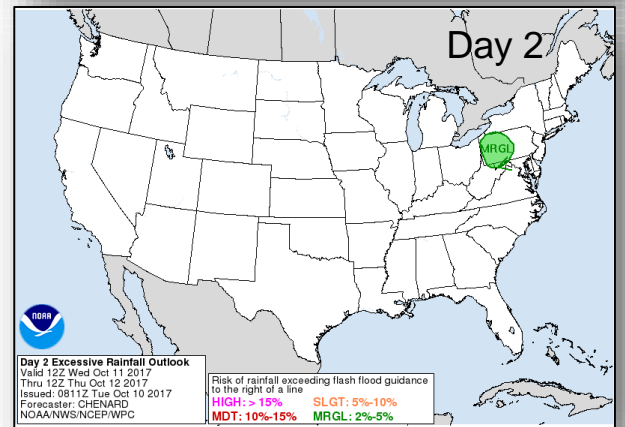 Day 2
MRGL
NOAA
Day 2 Excessive Rainfall Outlook
Valid 12Z Wed Oct 11 2017
Thru 12Z Thu Oct 12 2017
Issued: 0811Z Tue Oct 10 2017
Forecaster: CHENARD
NOAA/NWS/NCEP/WPC
Risk of rainfall exceeding flash flood guidance
to the right of a line
HIGH: > 15% SLGT: 5%-10%
MDT: 10%-15% MRGL: 2%-5%